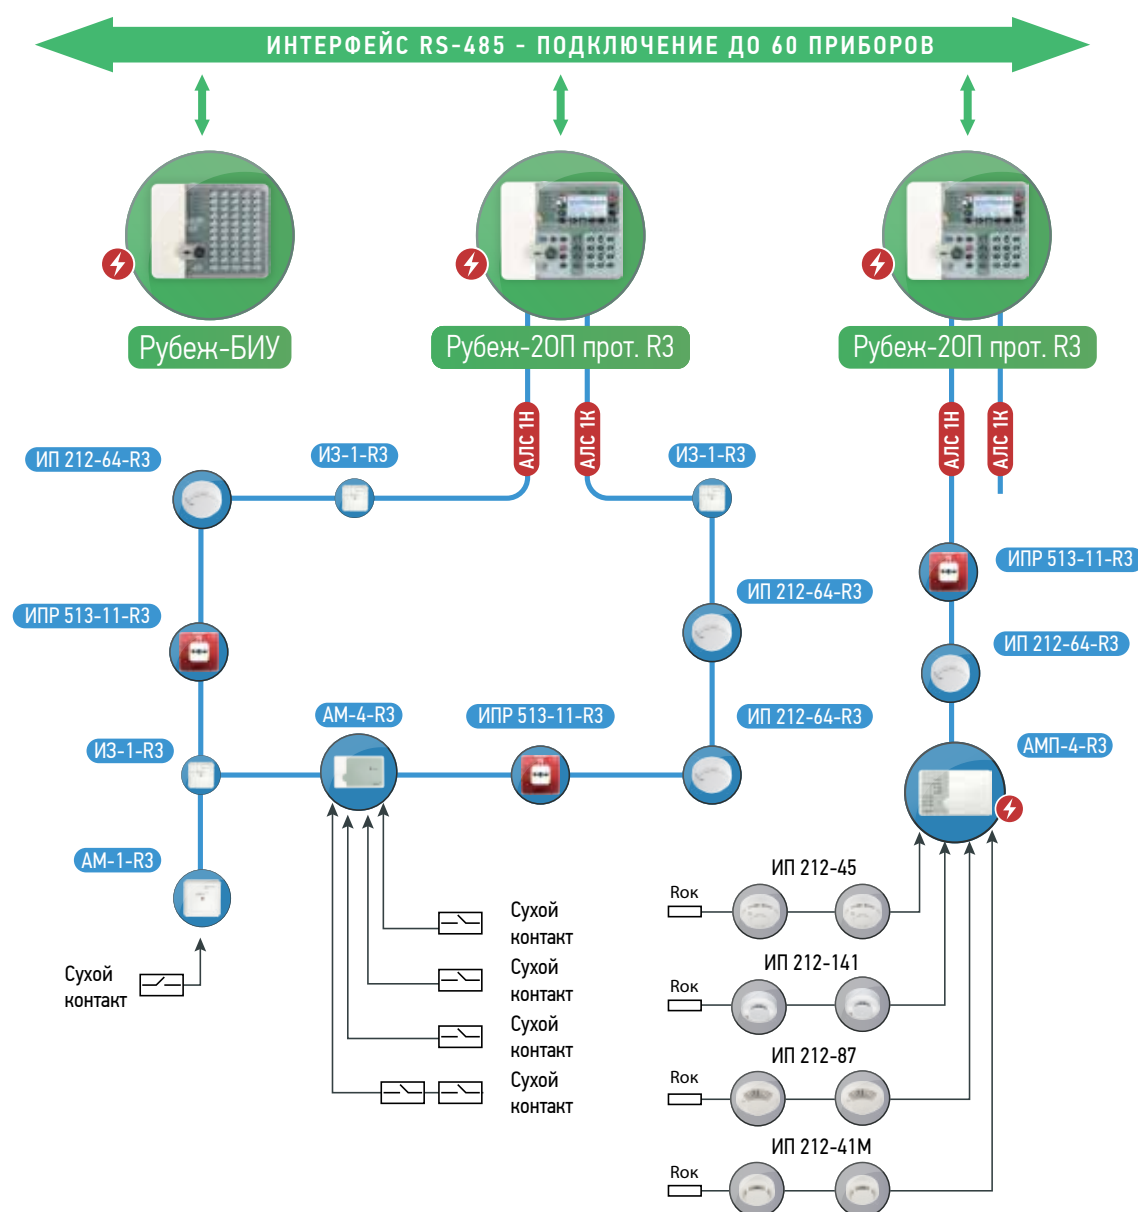 ИНТЕРФЕЙС RS-485 - ПОДКЛЮЧЕНИЕ ДО 60 ПРИБОРОВ
Рубеж-БИУ
Рубеж-2ОП прот. R3
Рубеж-2ОП прот. R3
АЛС 1Н
АЛС 1К
АЛС 1Н
АЛС 1К
ИП 212-64-R3
ИЗ-1-R3
ИЗ-1-R3
ИПР 513-11-R3
ИП 212-64-R3
ИПР 513-11-R3
ИП 212-64-R3
АМ-4-R3
ИПР 513-11-R3
ИП 212-64-R3
ИЗ-1-R3
АМП-4-R3
АМ-1-R3
ИП 212-45
Rок
Сухой
контакт
Сухой
контакт
ИП 212-141
Rок
Сухой
контакт
Сухой
контакт
ИП 212-87
Rок
Сухой
контакт
ИП 212-41М
Rок